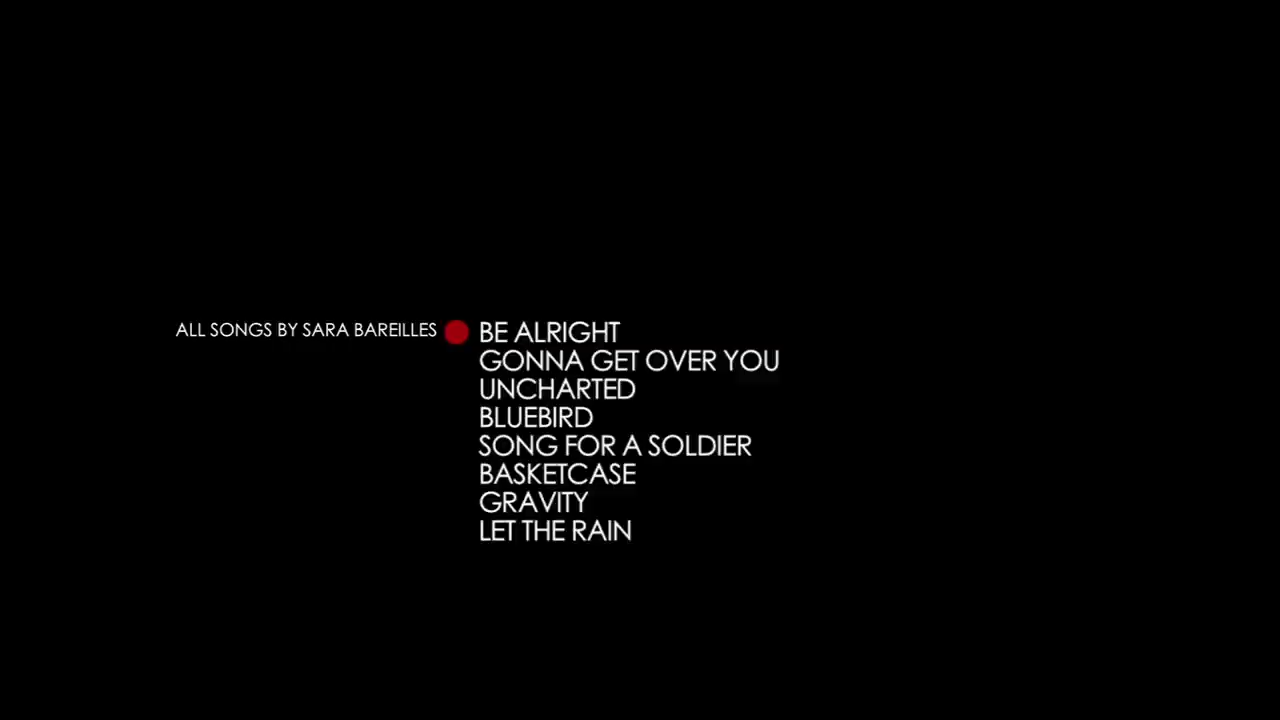 ALL SONGS BY SARA BAREILLES BE ALRIGHT
GONNA GET OVER YOU
UNCHARTED
BLUEBIRD
SONG FOR A SOLDIER
BASKETCASE
GRAVITY
LET THE RAIN